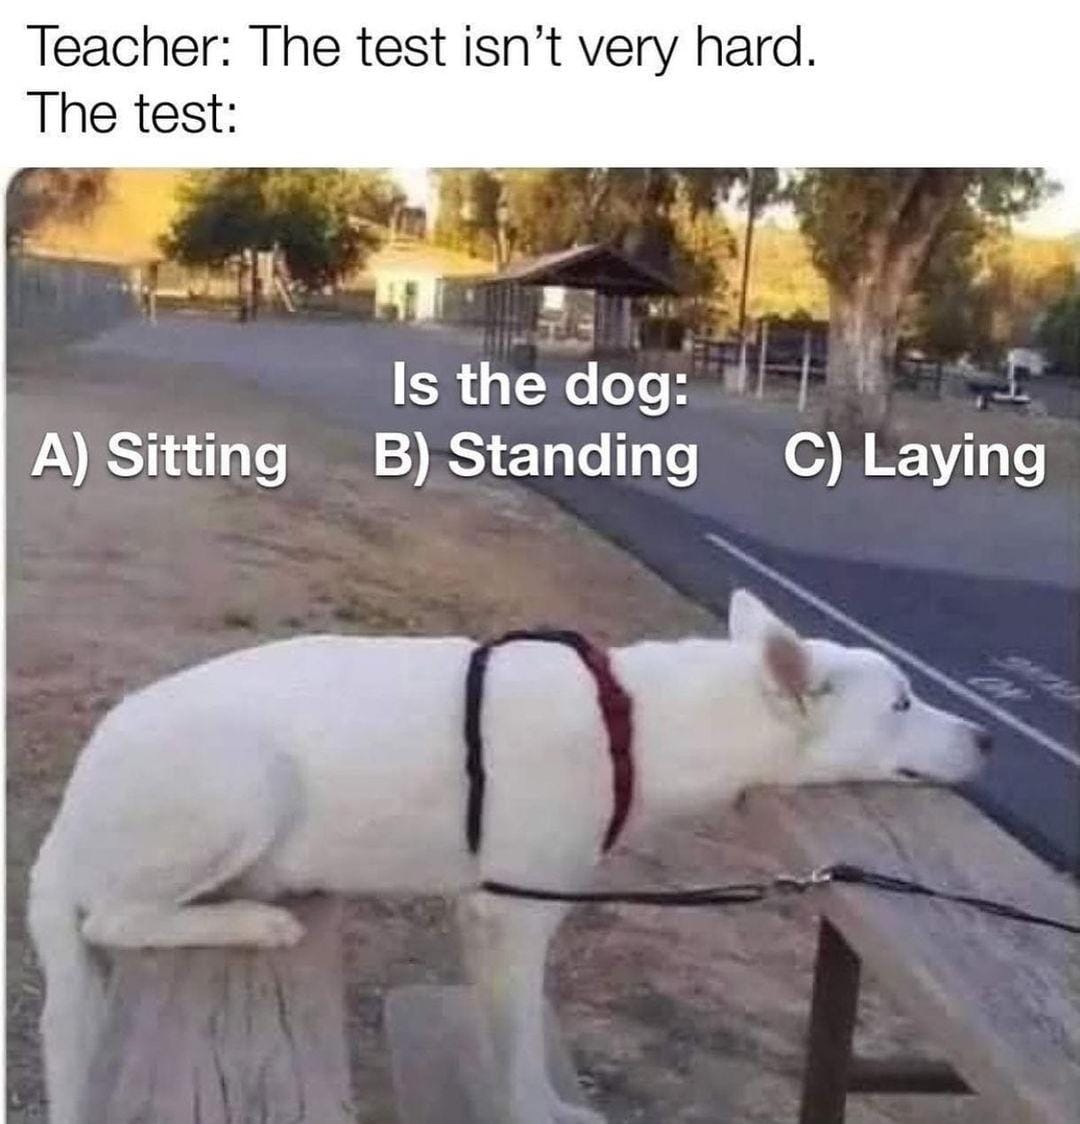 Teacher: The test isn’t very hard.
The test:
Is the dog:
A) Sitting B) Standing C) Laying